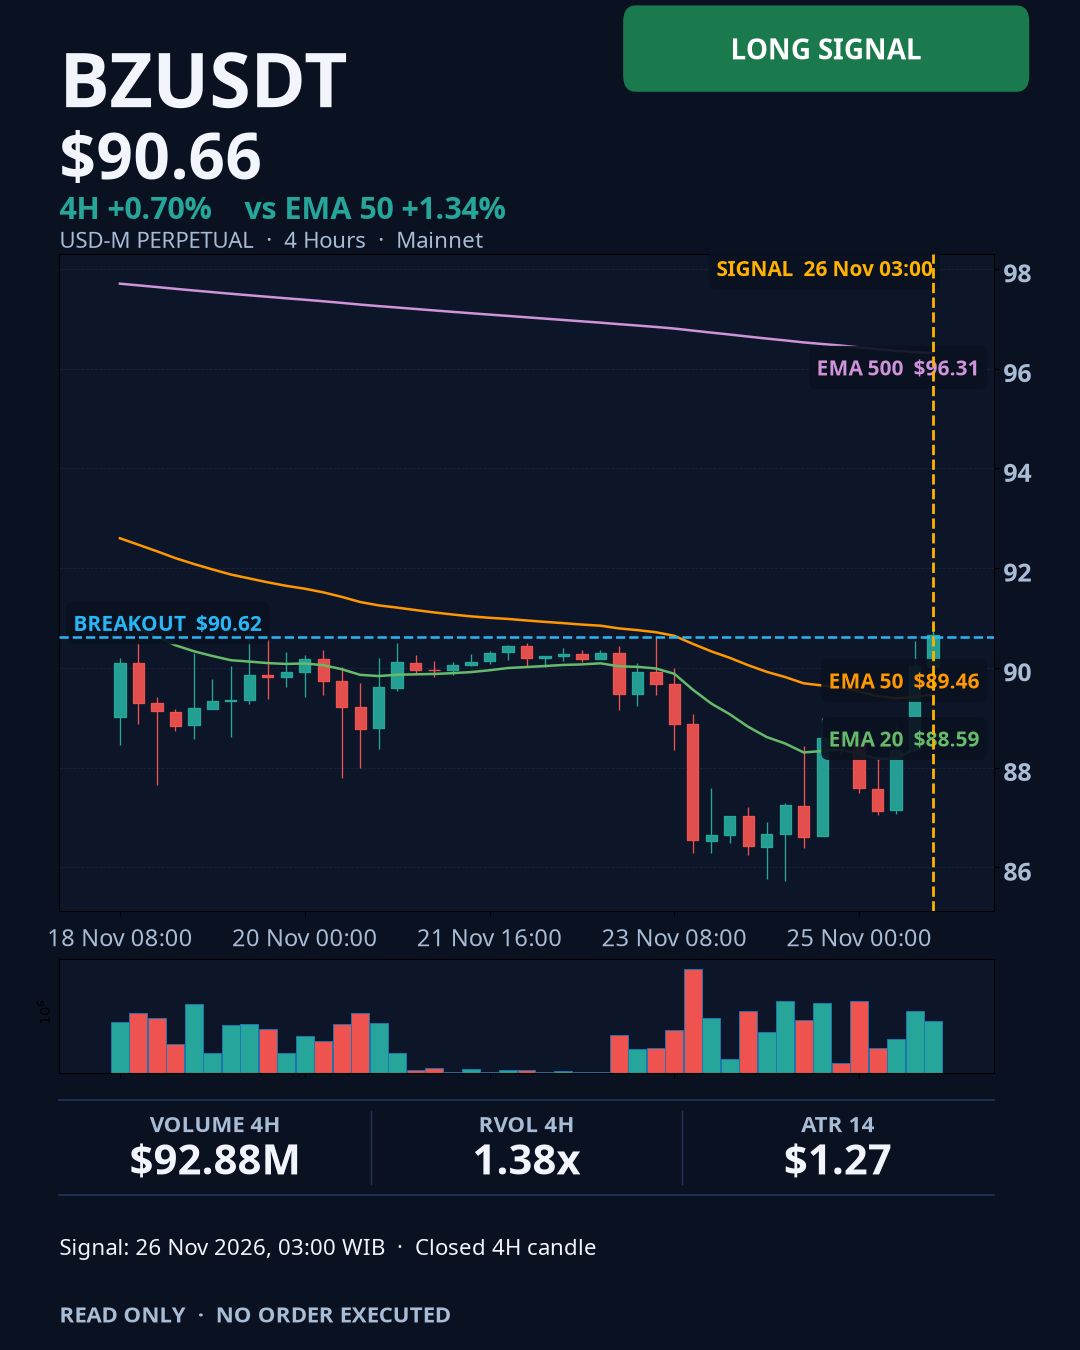 LONG SIGNAL
BZUSDT
$90.66
4H +0.70% vs EMA 50 +1.34%
USD-M PERPETUAL · 4 Hours · Mainnet
SIGNAL 26 Nov 03:00
98
EMA 500 $96.31
96
94
92
BREAKOUT $90.62
90
EMA 50 $89.46
EMA 20 $88.59
88
86
18 Nov 08:00 20 Nov 00:00 21 Nov 16:00 23 Nov 08:00 25 Nov 00:00
10⁶
VOLUME 4H RVOL 4H ATR 14
$92.88M 1.38x $1.27
Signal: 26 Nov 2026, 03:00 WIB · Closed 4H candle
READ ONLY · NO ORDER EXECUTED